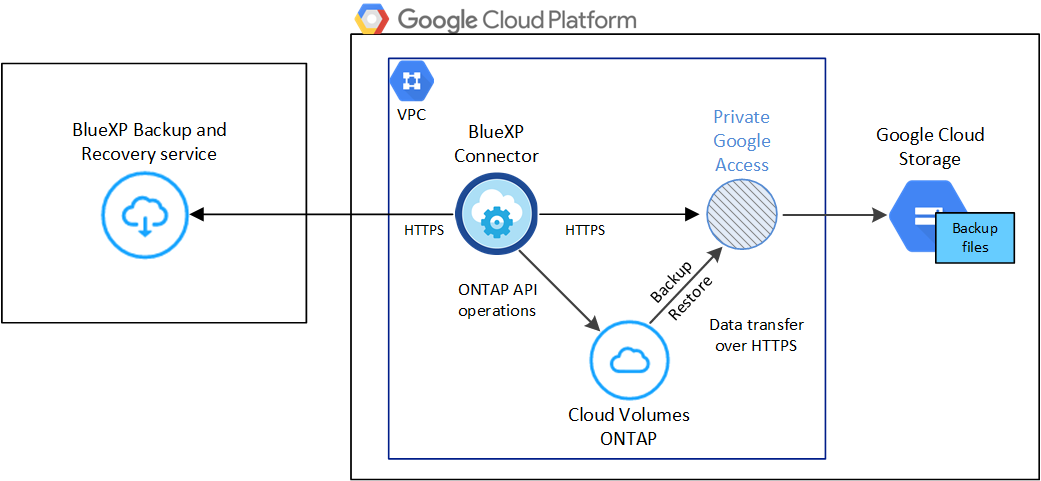 Google Cloud Platform
BlueXP Backup and
Recovery service
VPC
BlueXP
Connector
Private
Google
Access
Google Cloud
Storage
Backup
files
HTTPS
HTTPS
ONTAP API
operations
Backup
Restore
Data transfer
over HTTPS
Cloud Volumes
ONTAP